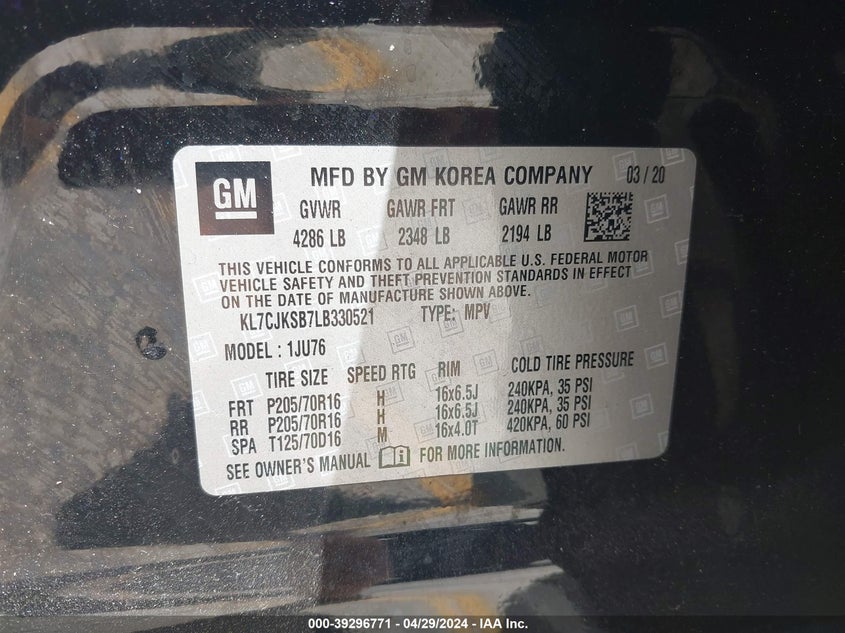 GM MFD BY GM KOREA COMPANY 03 / 20
GVWR GAWR FRT GAWR RR
4286 LB 2348 LB 2194 LB
THIS VEHICLE CONFORMS TO ALL APPLICABLE U.S. FEDERAL MOTOR
VEHICLE SAFETY AND THEFT PREVENTION STANDARDS IN EFFECT
ON THE DATE OF MANUFACTURE SHOWN ABOVE.
KL7CJKSB7LB330521 TYPE: MPV
MODEL : 1JU76
TIRE SIZE SPEED RTG RIM COLD TIRE PRESSURE
FRT P205/70R16 H 16x6.5J 240KPA, 35 PSI
RR P205/70R16 H 16x6.5J 240KPA, 35 PSI
SPA T125/70D16 M 16x4.0T 420KPA, 60 PSI
SEE OWNER'S MANUAL FOR MORE INFORMATION.
000-39296771 - 04/29/2024 - IAA Inc.